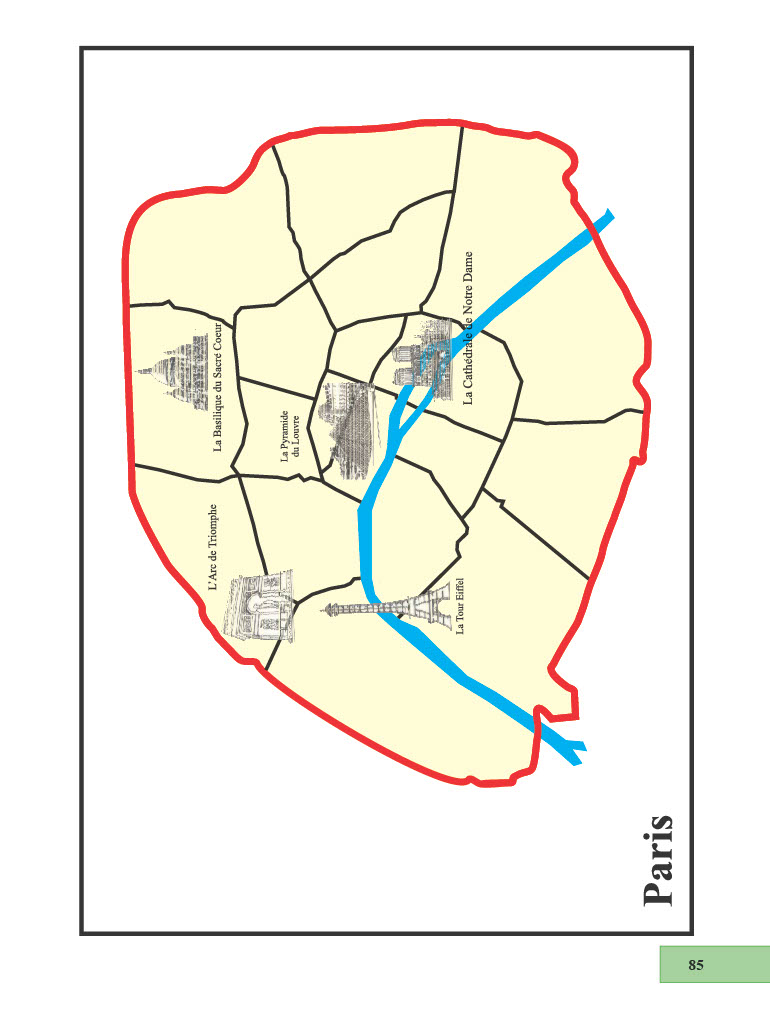 Paris
L'Arc de Triomphe
La Basilique du Sacré Coeur
La Pyramide
du Louvre
La Tour Eiffel
La Cathédrale de Notre Dame
85